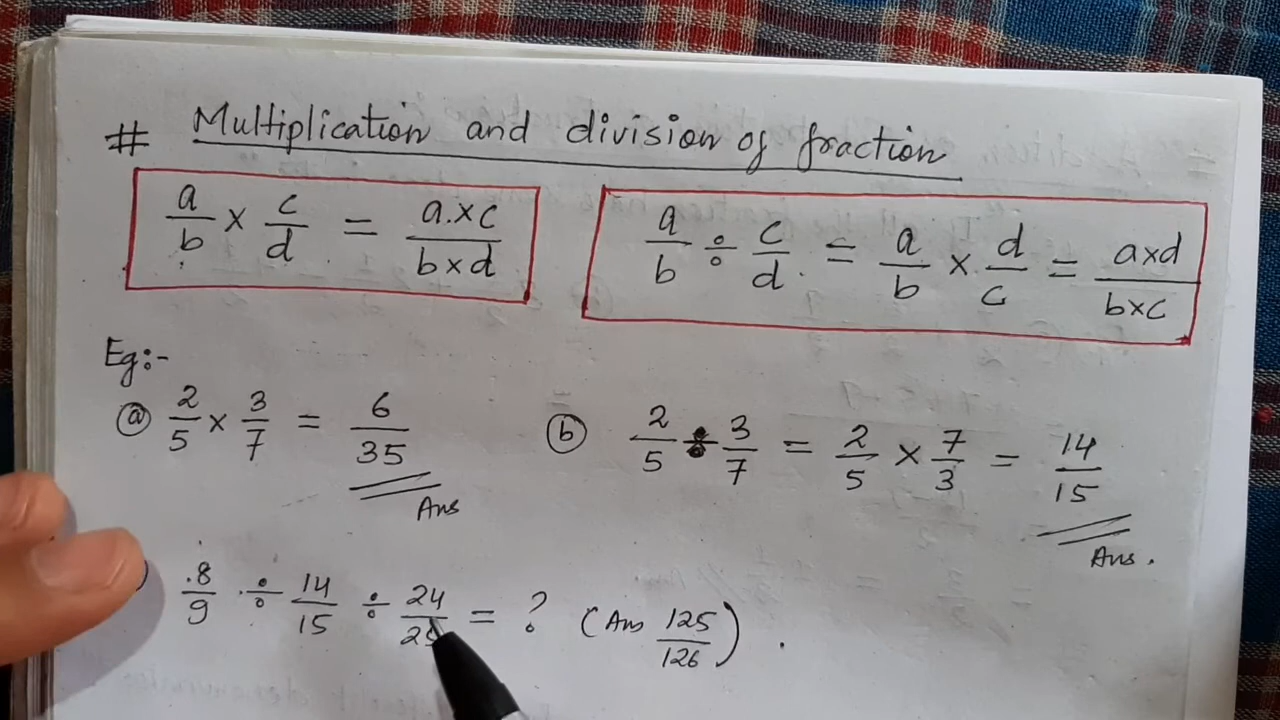 # Multiplication and division of fraction
a/b × c/d = a.×c/b×d
a/b ÷ c/d = a/b × d/c = a×d/b×c
Eg:-
ⓐ 2/5 × 3/7 = 6/35 Ans
ⓑ 2/5 ÷ 3/7 = 2/5 × 7/3 = 14/15 Ans.
8/9 ÷ 14/15 ÷ 24/25 = ? (Ans 125/126) .